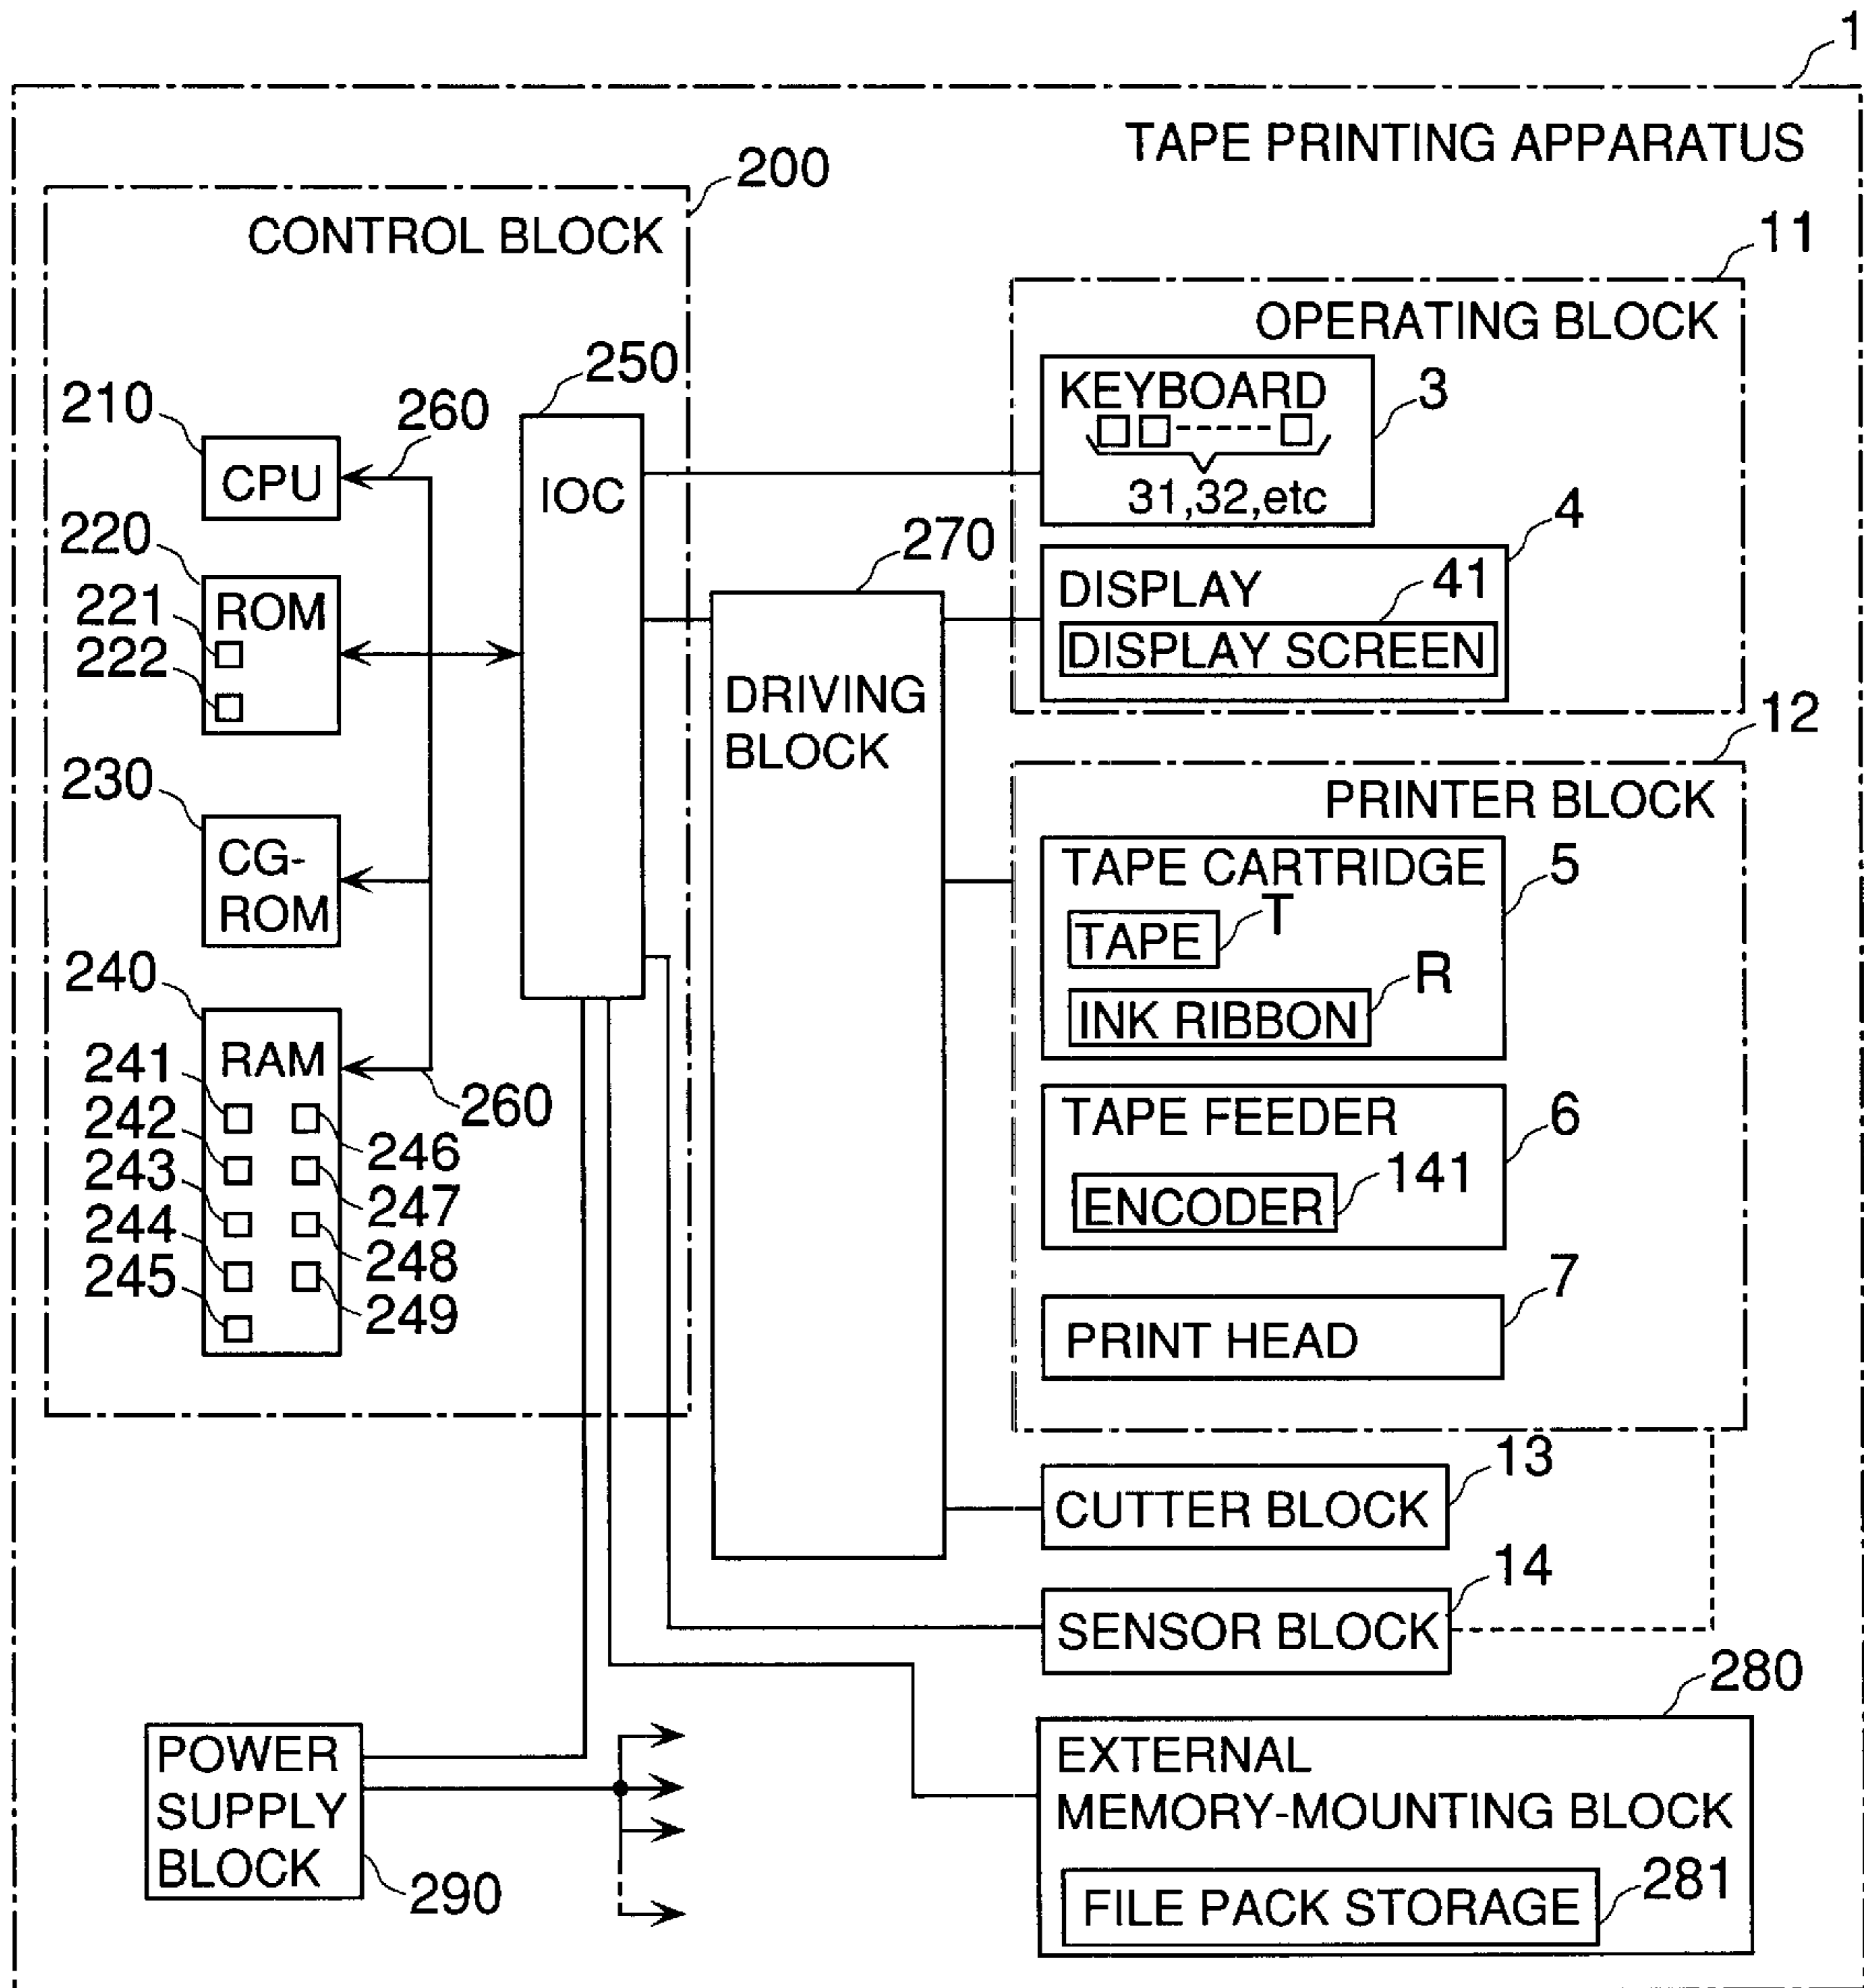 1
TAPE PRINTING APPARATUS
200
CONTROL BLOCK
11
OPERATING BLOCK
250
210
260
KEYBOARD
3
CPU
IOC
31,32,etc
4
220
270
221
ROM
DISPLAY
41
222
DISPLAY SCREEN
DRIVING
BLOCK
12
230
PRINTER BLOCK
CG-
ROM
TAPE CARTRIDGE
5
TAPE
T
240
INK RIBBON
R
241
RAM
260
242
246
243
247
244
248
245
249
TAPE FEEDER
6
ENCODER
141
7
PRINT HEAD
13
CUTTER BLOCK
14
SENSOR BLOCK
280
POWER
SUPPLY
BLOCK
290
EXTERNAL
MEMORY-MOUNTING BLOCK
FILE PACK STORAGE
281